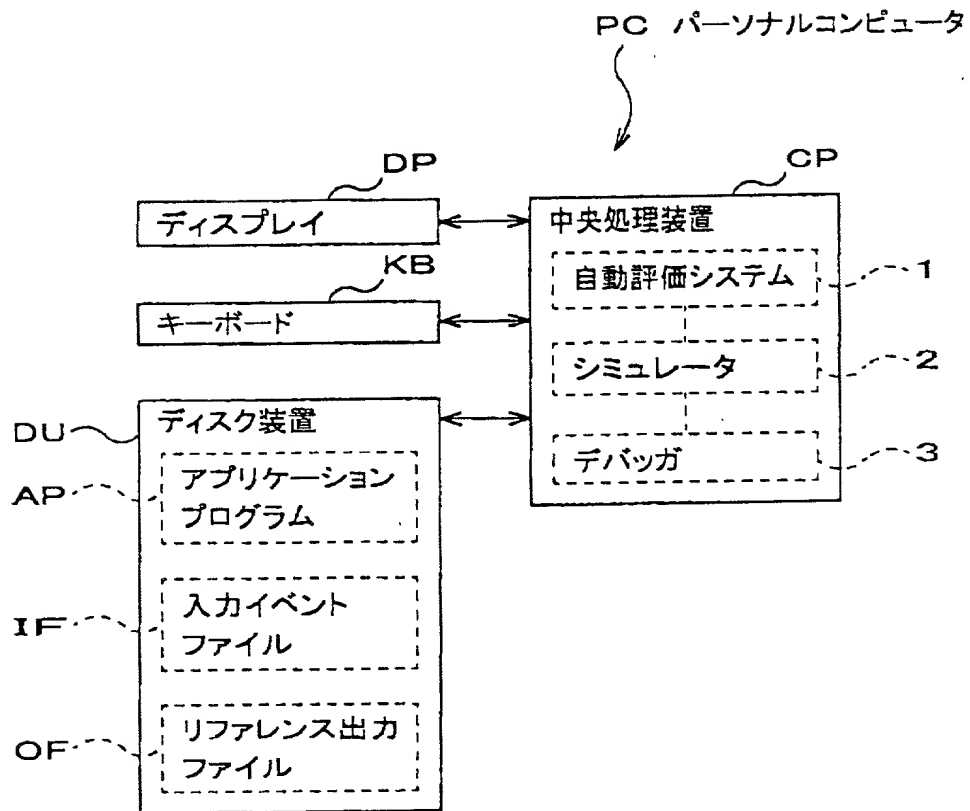 PC パーソナルコンピュータ
DP
ディスプレイ
KB
キーボード
DU
ディスク装置
AP
アプリケーション
プログラム
IF
入力イベント
ファイル
OF
リファレンス出力
ファイル
CP
中央処理装置
自動評価システム
1
シミュレータ
2
デバッガ
3